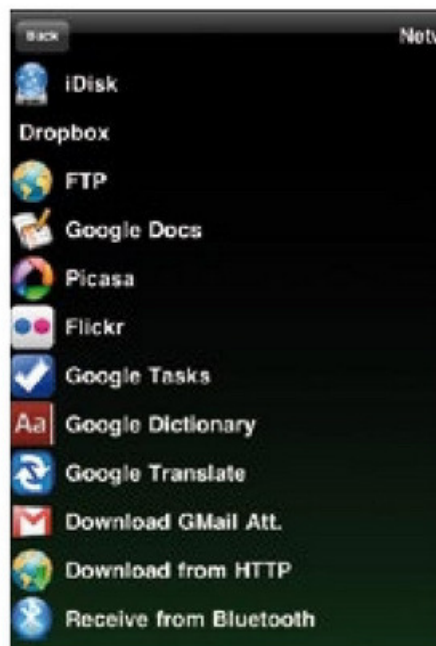 Back
Netw
iDisk
Dropbox
FTP
Google Docs
Picasa
Flickr
Google Tasks
Aa
Google Dictionary
Google Translate
Download GMail Att.
Download from HTTP
Receive from Bluetooth